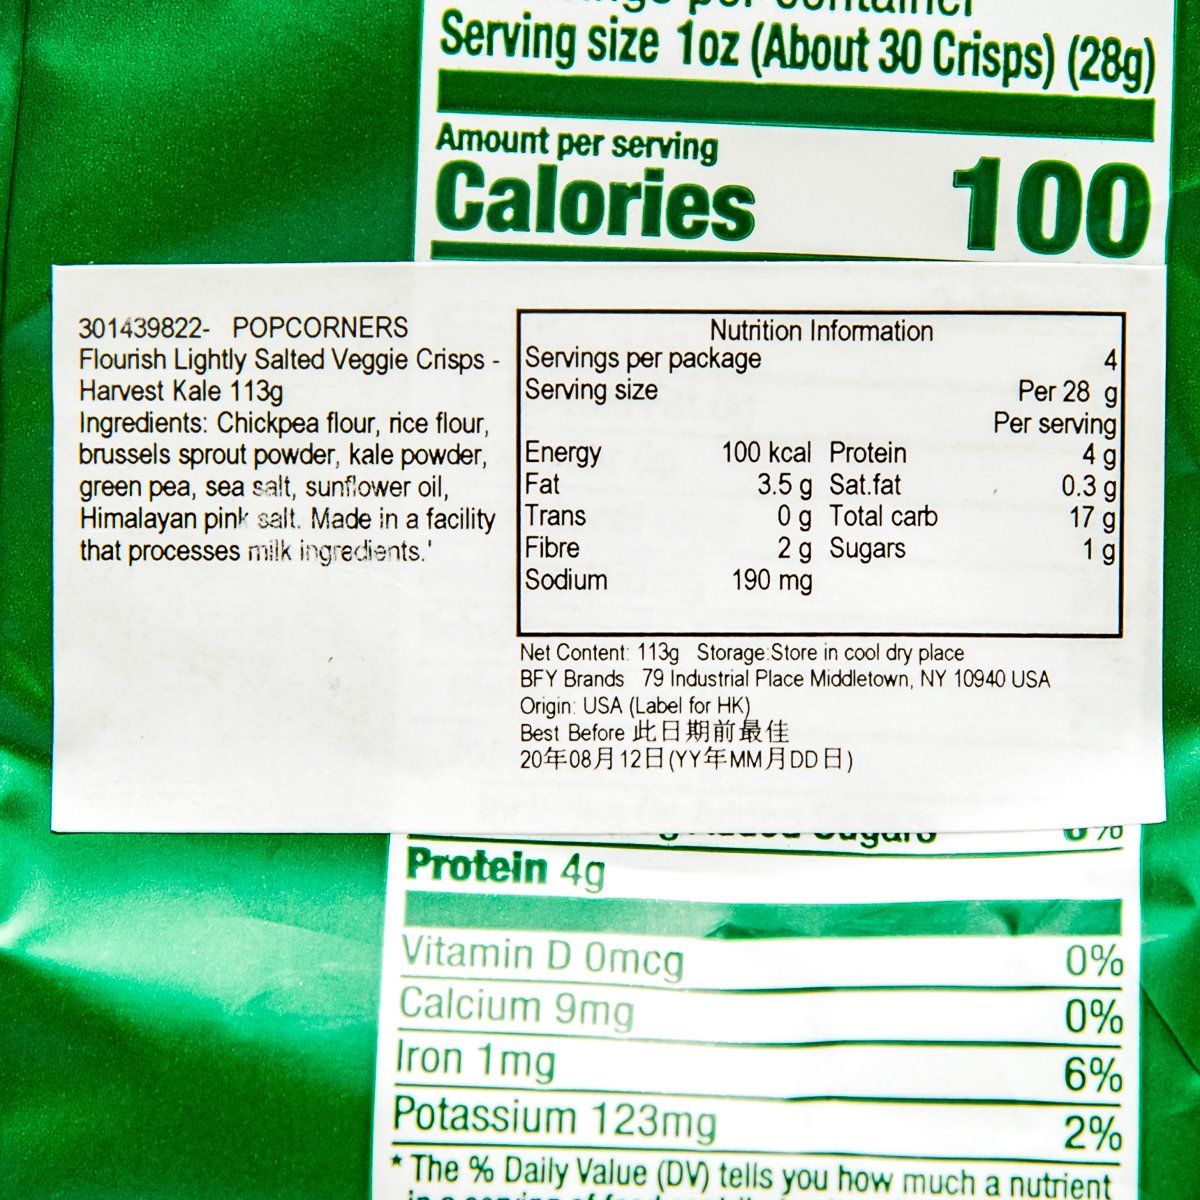 Serving size 1oz (About 30 Crisps) (28g)
Amount per serving
Calories 100
301439822- POPCORNERS
Flourish Lightly Salted Veggie Crisps -
Harvest Kale 113g
Ingredients: Chickpea flour, rice flour,
brussels sprout powder, kale powder,
green pea, sea salt, sunflower oil,
Himalayan pink salt. Made in a facility
that processes milk ingredients.'
Nutrition Information
Servings per package 4
Serving size Per 28 g
Per serving
Energy 100 kcal Protein 4 g
Fat 3.5 g Sat.fat 0.3 g
Trans 0 g Total carb 17 g
Fibre 2 g Sugars 1 g
Sodium 190 mg
Net Content: 113g Storage:Store in cool dry place
BFY Brands 79 Industrial Place Middletown, NY 10940 USA
Origin: USA (Label for HK)
Best Before 此日期前最佳
20年08月12日(YY年MM月DD日)
Protein 4g
Vitamin D 0mcg 0%
Calcium 9mg 0%
Iron 1mg 6%
Potassium 123mg 2%
* The % Daily Value (DV) tells you how much a nutrient